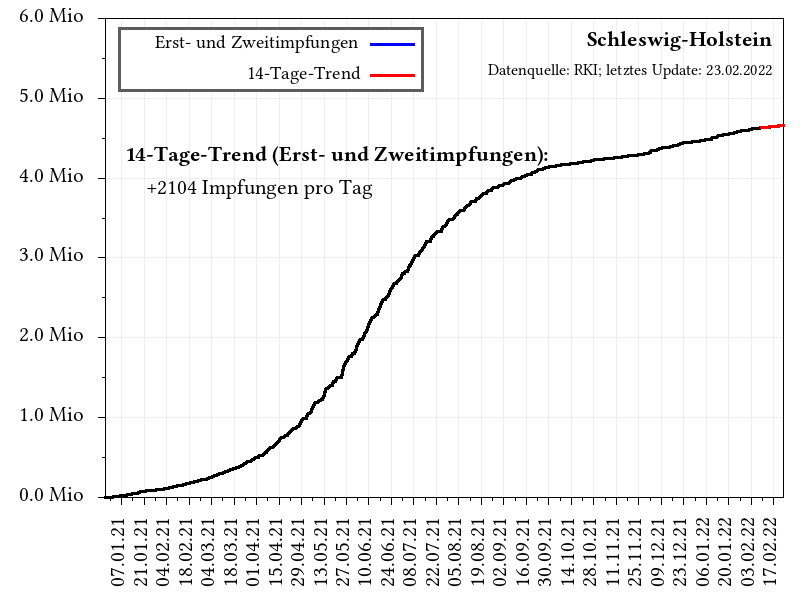 6.0 Mio
5.0 Mio
4.0 Mio
3.0 Mio
2.0 Mio
1.0 Mio
0.0 Mio
Erst- und Zweitimpfungen
14-Tage-Trend
Schleswig-Holstein
Datenquelle: RKI; letztes Update: 23.02.2022
14-Tage-Trend (Erst- und Zweitimpfungen):
+2104 Impfungen pro Tag
07.01.21
21.01.21
04.02.21
18.02.21
04.03.21
18.03.21
01.04.21
15.04.21
29.04.21
13.05.21
27.05.21
10.06.21
24.06.21
08.07.21
22.07.21
05.08.21
19.08.21
02.09.21
16.09.21
30.09.21
14.10.21
28.10.21
11.11.21
25.11.21
09.12.21
23.12.21
06.01.22
20.01.22
03.02.22
17.02.22